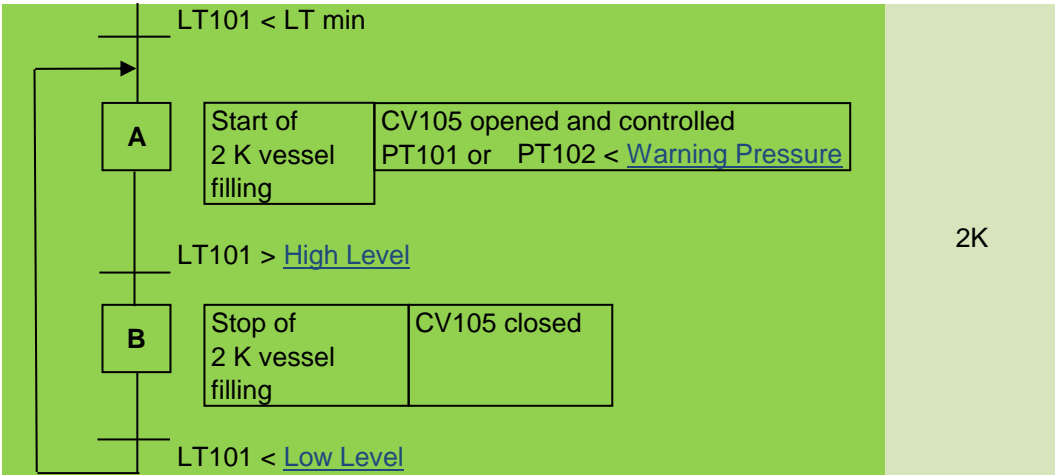 LT101 < LT min
A
Start of
2 K vessel
filling
CV105 opened and controlled
PT101 or PT102 < Warning Pressure
LT101 > High Level
2K
B
Stop of
2 K vessel
filling
CV105 closed
LT101 < Low Level